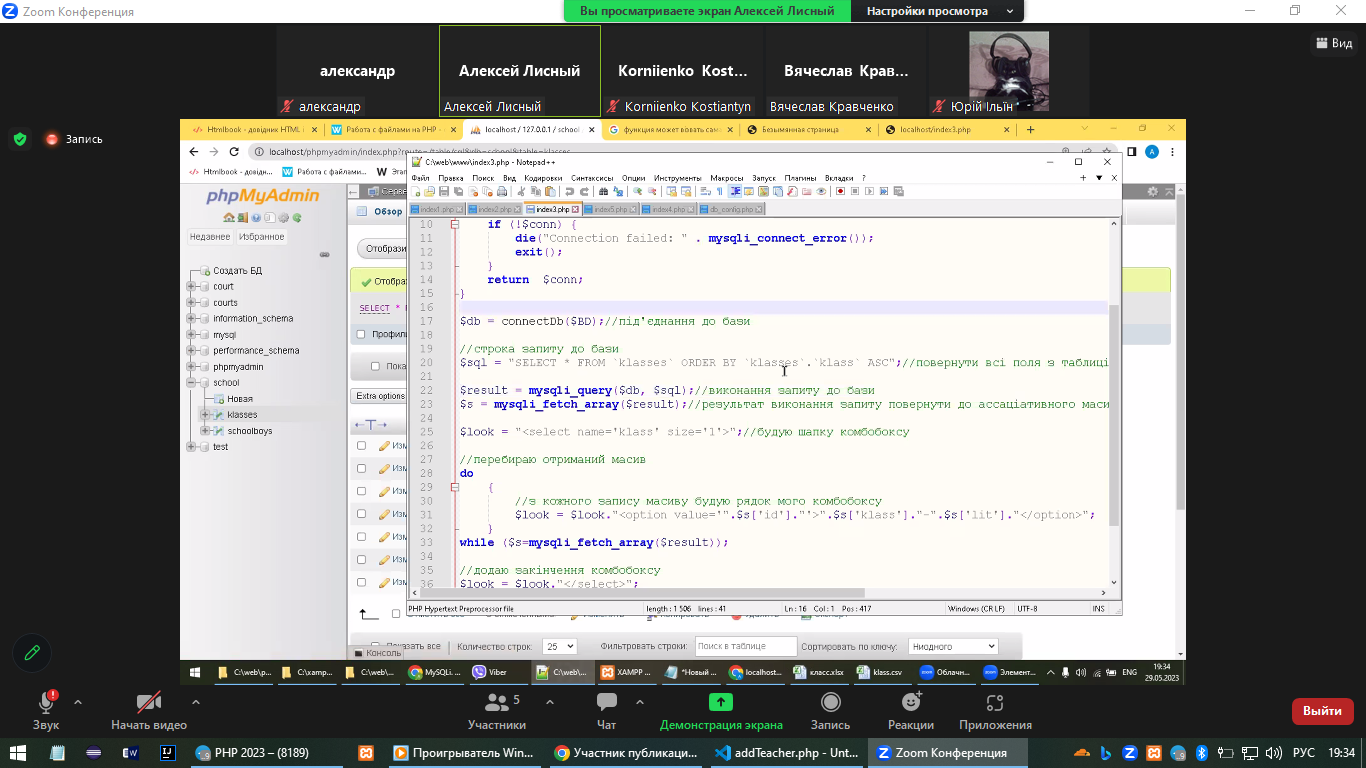 Zoom Конференция
Вы просматриваете экран Алексей Лисный
Настройки просмотра
Вид
александр
Алексей Лисный
Korniienko Kost...
Вячеслав Крав...
александр
Алексей Лисный
Korniienko Kostiantyn
Вячеслав Кравченко
Юрій Ільїн
Запись
Htmlbook - довідник HTML і
Работа с файлами на PHP -
localhost / 127.0.0.1 / school
функция может вовать сам
Безымянная страница
localhost/index3.php
localhost/phpmyadmin/index.php?route=/table/sql&db=school&table=klasses
Htmlbook - довідн...
Работа с файлами...
C:\web\www\index3.php - Notepad++
Файл Правка Поиск Вид Кодировки Синтаксисы Опции Инструменты Макросы Запуск Плагины Вкладки ?
index1.php index2.php index3.php index5.php index4.php db_config.php
phpMyAdmin
Недавнее Избранное
Создать БД
court
courts
information_schema
mysql
performance_schema
phpmyadmin
school
Новая
klasses
schoolboys
test
Обзор
SELECT *
Extra options
10 if (!$conn) {
11 die("Connection failed: " . mysqli_connect_error());
12 exit();
13 }
14 return $conn;
15 }
16
17 $db = connectDb($BD);//під'єднання до бази
18
19 //строка запиту до бази
20 $sql = "SELECT * FROM `klasses` ORDER BY `klasses`.`klass` ASC";//повернути всі поля з таблиці
21
22 $result = mysqli_query($db, $sql);//виконання запиту до бази
23 $s = mysqli_fetch_array($result);//результат виконання запиту повернути до ассаціативного маси
24
25 $look = "<select name='klass' size='1'>";//будую шапку комбобоксу
26
27 //перебираю отриманий масив
28 do
29 {
30 //з кожного запису масиву будую рядок мого комбобоксу
31 $look = $look."<option value='".$s['id']."'>".$s['klass']."-".$s['lit']."</option>";
32 }
33 while ($s=mysqli_fetch_array($result));
34
35 //додаю закінчення комбобоксу
36 $look = $look."</select>";
PHP Hypertext Preprocessor file length : 1 506 lines : 41 Ln : 16 Col : 1 Pos : 417 Windows (CR LF) UTF-8 INS
Показать все Количество строк: 25 Фильтровать строки: Поиск в таблице Сортировать по ключу: Ниодного
Консоль
C:\web\p... C:\xamp... C:\web\... MySQLi... Viber C:\web\... XAMPP ... *Новый ... localhost... класс.xlsx klass.csv Облачн... Элемент... ENG 19:34
29.05.2023
Звук
Начать видео
5
Участники
Чат
Демонстрация экрана
Запись
Реакции
Приложения
Выйти
PHP 2023 – (8189)
Проигрыватель Win...
Участник публикаци...
addTeacher.php - Unt...
Zoom Конференция
РУС 19:34